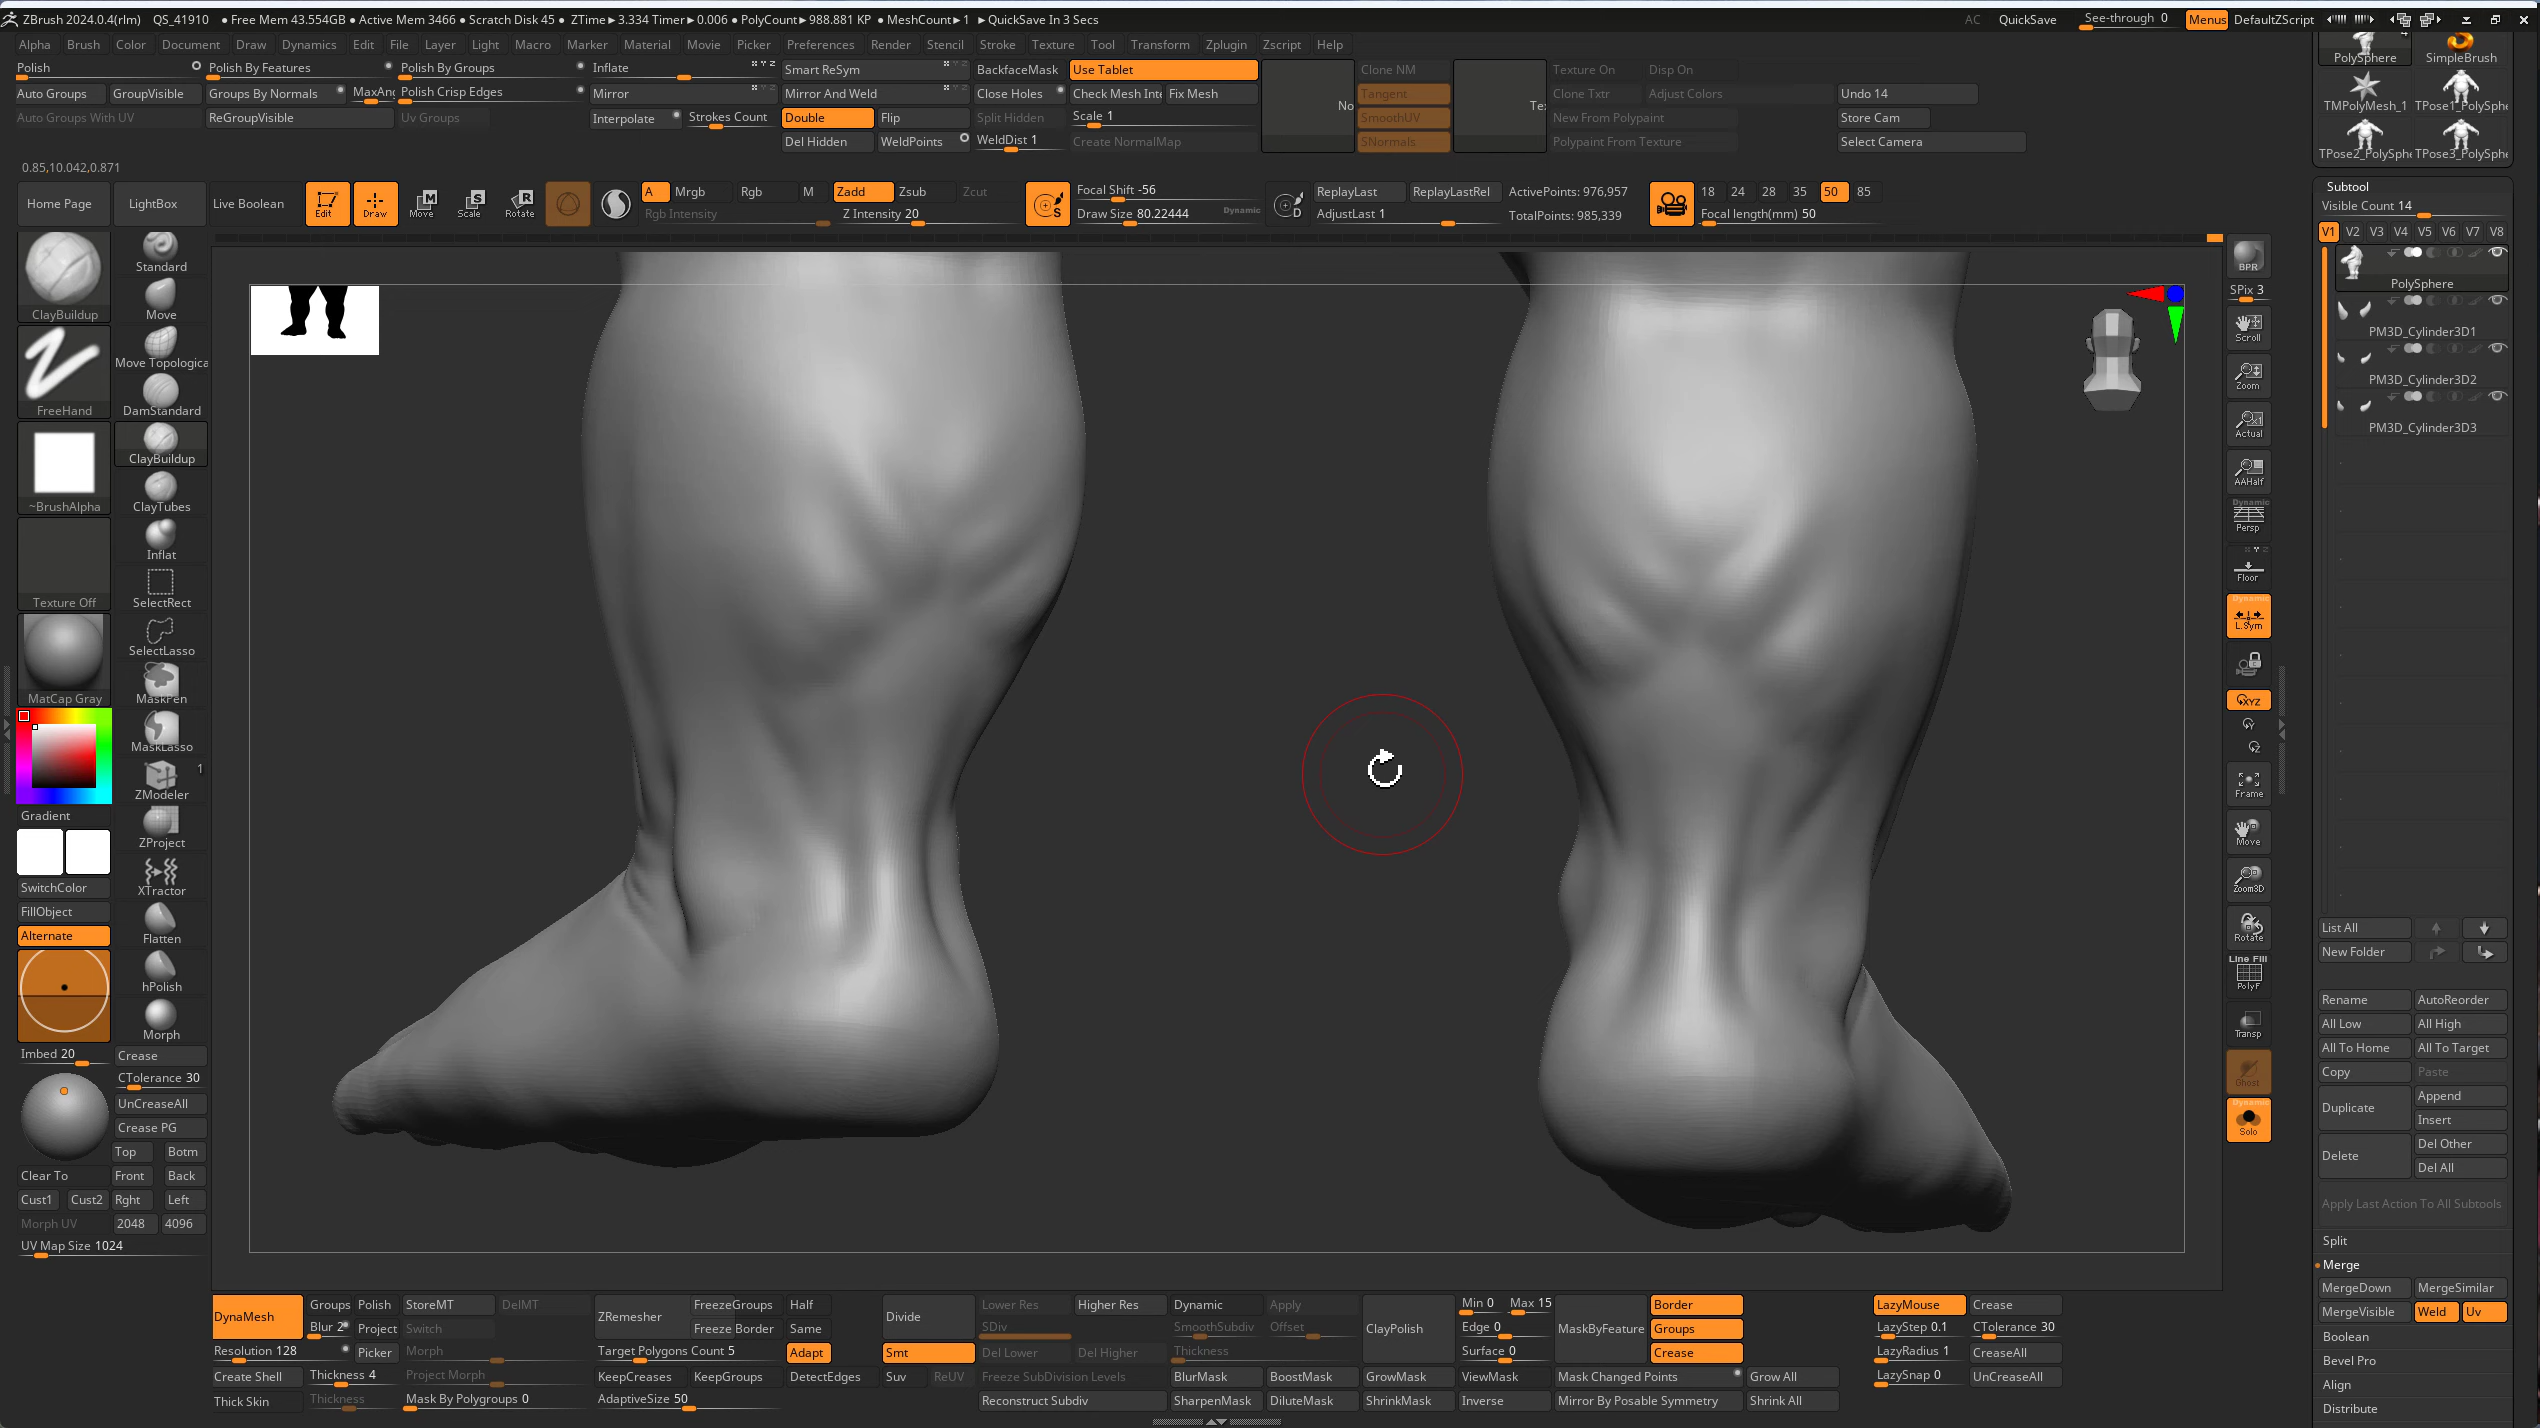 ZBrush 2024.0.4(rlm) QS_41910 ● Free Mem 43.554GB ● Active Mem 3466 ● Scratch Disk 45 ● ZTime►3.334 Timer►0.006 ● PolyCount►988.881 KP ● MeshCount►1 ►QuickSave In 3 Secs AC QuickSave See-through 0 Menus DefaultZScript
Alpha Brush Color Document Draw Dynamics Edit File Layer Light Macro Marker Material Movie Picker Preferences Render Stencil Stroke Texture Tool Transform Zplugin Zscript Help
Polish Polish By Features Polish By Groups Inflate Smart ReSym BackfaceMask Use Tablet Clone NM Texture On Disp On
Auto Groups GroupVisible Groups By Normals MaxAn Polish Crisp Edges Mirror Mirror And Weld Close Holes Check Mesh Inte Fix Mesh No Tangent Te: Clone Txtr Adjust Colors Undo 14
Auto Groups With UV ReGroupVisible Uv Groups Interpolate Strokes Count Double Flip Split Hidden Scale 1 SmoothUV New From Polypaint Store Cam
Del Hidden WeldPoints WeldDist 1 Create NormalMap SNormals Polypaint From Texture Select Camera
0.85,10.042,0.871
Home Page LightBox Live Boolean Edit Draw Move Scale Rotate A Mrgb Rgb M Zadd Zsub Zcut Focal Shift -56 ReplayLast ReplayLastRel ActivePoints: 976,957 18 24 28 35 50 85
Rgb Intensity Z Intensity 20 Draw Size 80.22444 Dynamic AdjustLast 1 TotalPoints: 985,339 Focal length(mm) 50
ClayBuildup
FreeHand
~BrushAlpha
Texture Off
MatCap Gray
Gradient
SwitchColor
FillObject
Alternate
Imbed 20
Standard
Move
Move Topologica
DamStandard
ClayBuildup
ClayTubes
Inflat
SelectRect
SelectLasso
MaskPen
MaskLasso
1
ZModeler
ZProject
XTractor
Flatten
hPolish
Morph
Crease
CTolerance 30
UnCreaseAll
Crease PG
Top Botm
Clear To Front Back
Cust1 Cust2 Rght Left
Morph UV 2048 4096
UV Map Size 1024
BPR
SPix 3
Scroll
Zoom
Actual
AAHalf
Dynamic
Persp
Floor
Dynamic
L.Sym
XYZ
Y
Z
Frame
Move
Zoom3D
Rotate
Line Fill
PolyF
Transp
Ghost
Dynamic
Solo
4
PolySphere SimpleBrush
TMPolyMesh_1 TPose1_PolySphe
TPose2_PolySphe TPose3_PolySphe
Subtool
Visible Count 14
V1 V2 V3 V4 V5 V6 V7 V8
PolySphere
PM3D_Cylinder3D1
PM3D_Cylinder3D2
PM3D_Cylinder3D3
List All
New Folder
Rename AutoReorder
All Low All High
All To Home All To Target
Copy Paste
Duplicate Append
Insert
Delete Del Other
Del All
Apply Last Action To All Subtools
Split
Merge
MergeDown MergeSimilar
MergeVisible Weld Uv
Boolean
Bevel Pro
Align
Distribute
DynaMesh Groups Polish StoreMT DelMT ZRemesher FreezeGroups Half Divide Lower Res Higher Res Dynamic Apply ClayPolish Min 0 Max 15 MaskByFeature Border LazyMouse Crease
Blur 2 Project Switch Freeze Border Same SDiv SmoothSubdiv Offset Edge 0 Groups LazyStep 0.1 CTolerance 30
Resolution 128 Picker Morph Target Polygons Count 5 Adapt Smt Del Lower Del Higher Thickness Surface 0 Crease LazyRadius 1 CreaseAll
Create Shell Thickness 4 Project Morph KeepCreases KeepGroups DetectEdges Suv ReUV Freeze SubDivision Levels BlurMask BoostMask GrowMask ViewMask Mask Changed Points Grow All LazySnap 0 UnCreaseAll
Thick Skin Thickness Mask By Polygroups 0 AdaptiveSize 50 Reconstruct Subdiv SharpenMask DiluteMask ShrinkMask Inverse Mirror By Posable Symmetry Shrink All